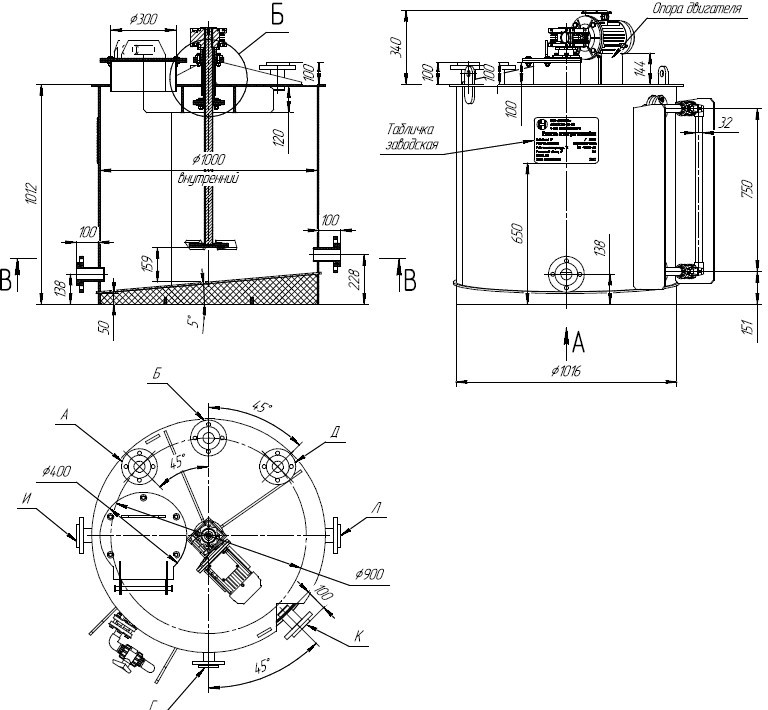 Ф300
Б
100
120
Ф1000
внутренний
1012
100
100
В
В
138
159
228
50
5°
Опора двигателя
340
100
100
100
144
Табличка
заводская
32
650
750
138
151
А
Ф1016
Б
45°
А
Д
45°
Ф400
И
Л
Ф900
100
К
45°
Г